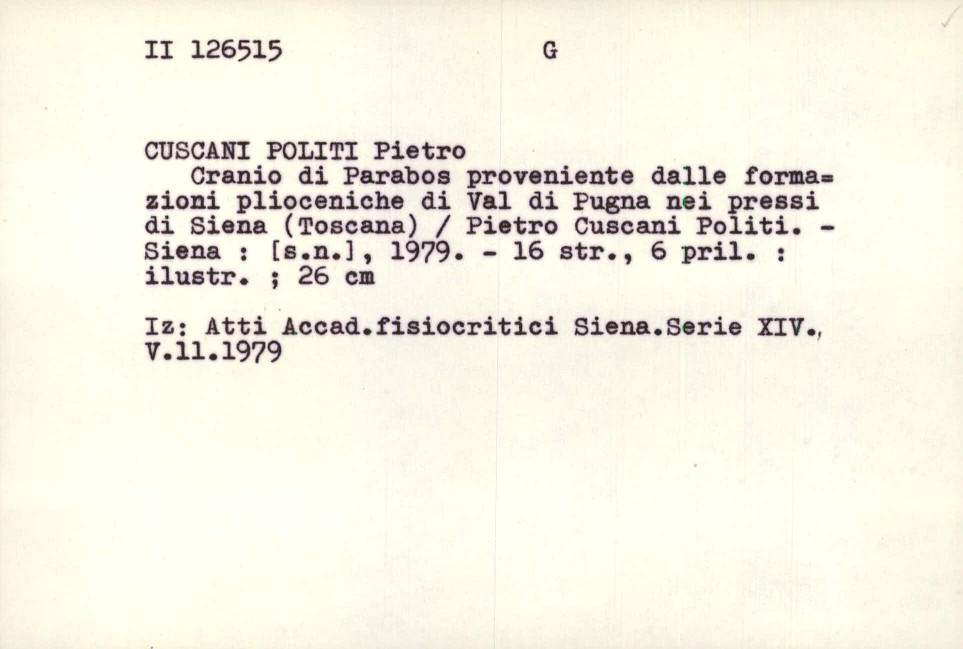 II 126515 G
CUSCANI POLITI Pietro
Cranio di Parabos proveniente dalle forma=
zioni plioceniche di Val di Pugna nei pressi
di Siena (Toscana) / Pietro Cuscani Politi. -
Siena : [s.n.], 1979. - 16 str., 6 pril. :
ilustr. ; 26 cm
Iz: Atti Accad.fisiocritici Siena.Serie XIV.,
V.11.1979